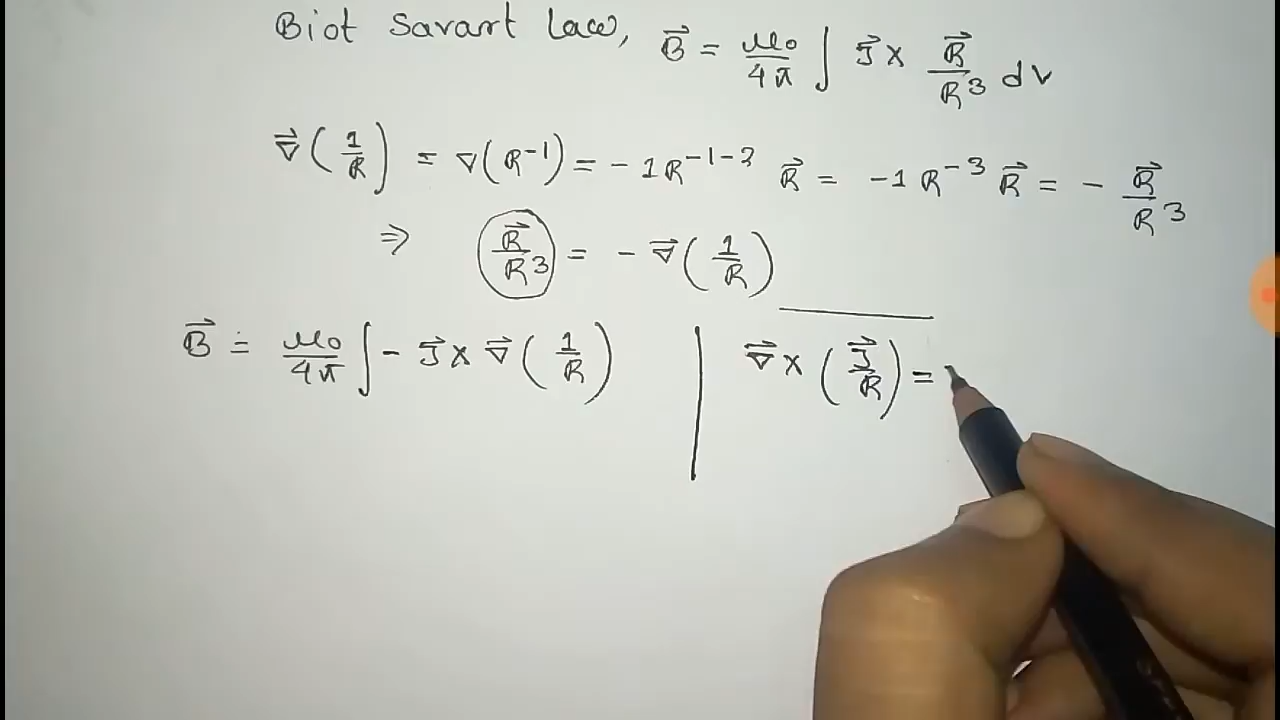 Biot Savart Law, B⃗ = μ₀/4π ∫ J⃗ × R⃗/R³ dv
∇⃗(1/R) = ∇(R⁻¹) = -1R⁻¹⁻² R⃗ = -1 R⁻³ R⃗ = - R⃗/R³
⇒ R⃗/R³ = - ∇⃗(1/R)
B⃗ = μ₀/4π ∫ - J⃗ × ∇⃗(1/R) | ∇⃗ × (J⃗/R) =